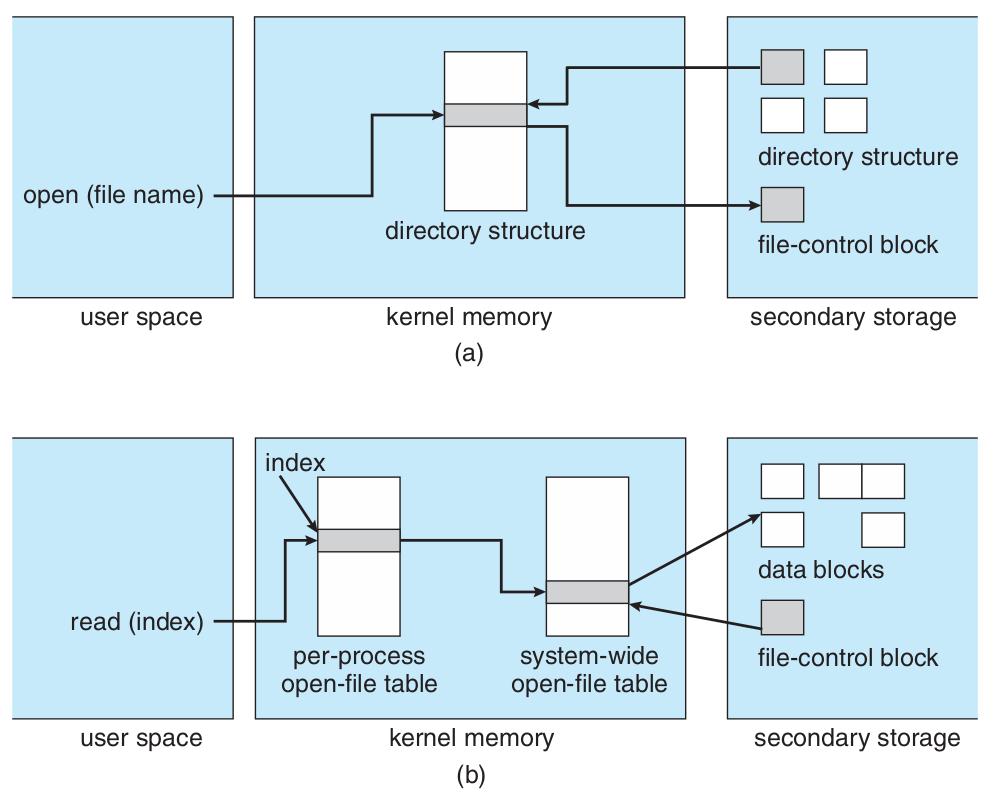 open (file name)
directory structure
directory structure
file-control block
user space
kernel memory
secondary storage
(a)
index
read (index)
per-process
open-file table
system-wide
open-file table
data blocks
file-control block
user space
kernel memory
secondary storage
(b)